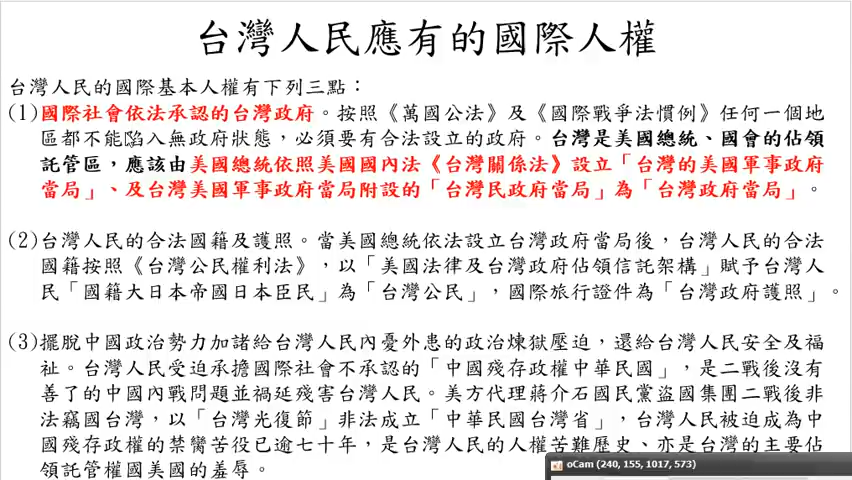 台灣人民應有的國際人權
台灣人民的國際基本人權有下列三點：
(1)國際社會依法承認的台灣政府。按照《萬國公法》及《國際戰爭法慣例》任何一個地
區都不能陷入無政府狀態，必須要有合法設立的政府。台灣是美國總統、國會的佔領
託管區，應該由美國總統依照美國國內法《台灣關係法》設立「台灣的美國軍事政府
當局」、及台灣美國軍事政府當局附設的「台灣民政府當局」為「台灣政府當局」。
(2)台灣人民的合法國籍及護照。當美國總統依法設立台灣政府當局後，台灣人民的合法
國籍按照《台灣公民權利法》，以「美國法律及台灣政府佔領信託架構」賦予台灣人
民「國籍大日本帝國日本臣民」為「台灣公民」，國際旅行證件為「台灣政府護照」。
(3)擺脫中國政治勢力加諸給台灣人民內憂外患的政治煉獄壓迫，還給台灣人民安全及福
祉。台灣人民受迫承擔國際社會不承認的「中國殘存政權中華民國」，是二戰後沒有
善了的中國內戰問題並禍延殘害台灣人民。美方代理蔣介石國民黨盜國集團二戰後非
法竊國台灣，以「台灣光復節」非法成立「中華民國台灣省」，台灣人民被迫成為中
國殘存政權的禁臠苦役已逾七十年，是台灣人民的人權苦難歷史、亦是台灣的主要佔
領託管權國美國的羞辱。
oCam (240, 155, 1017, 573)